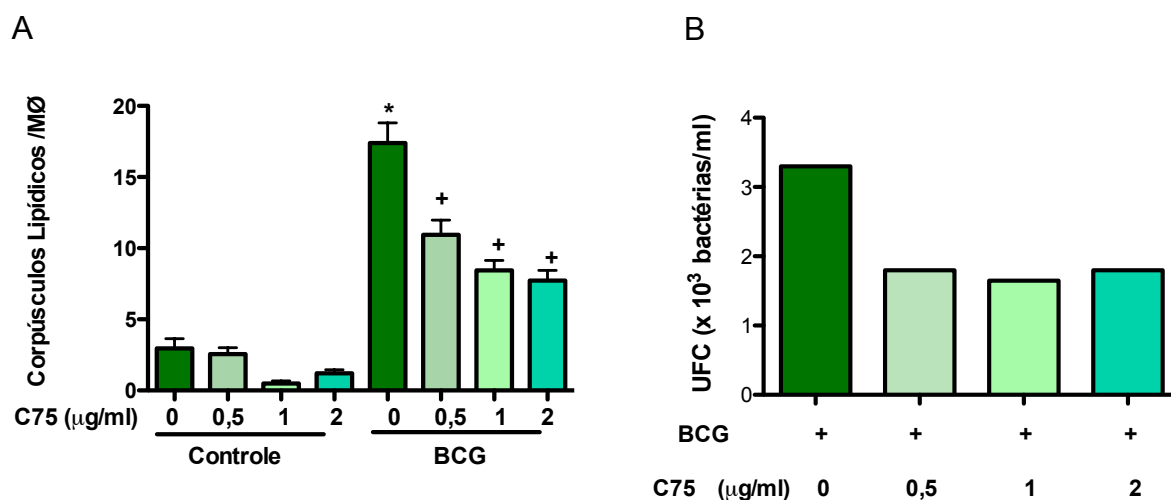 A
Corpúsculos Lipídicos /MØ
20
15
10
5
0
*
+
+
+
C75 (μg/ml) 0 0,5 1 2 0 0,5 1 2
Controle BCG
B
UFC (x 10³ bactérias/ml)
4
3
2
1
0
BCG + + + +
C75 (μg/ml) 0 0,5 1 2